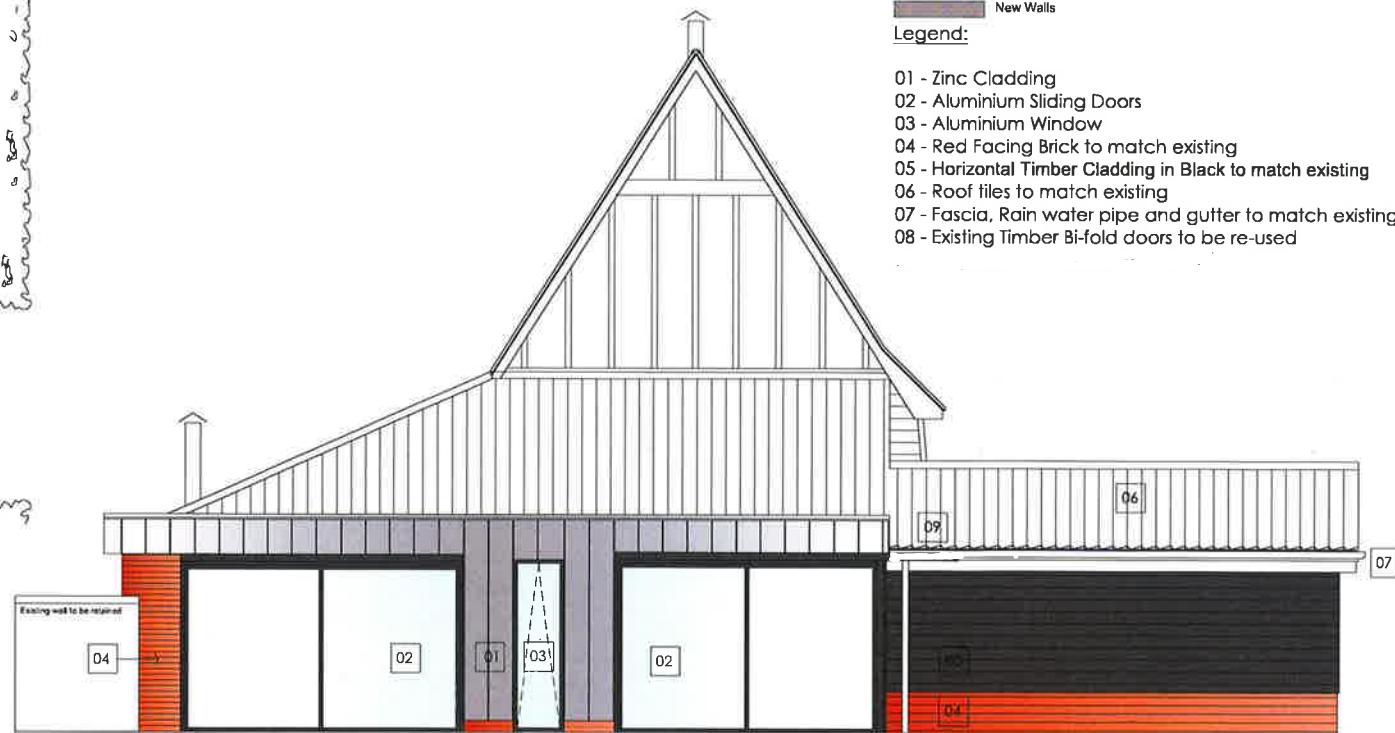 New Walls
Legend:
01 - Zinc Cladding
02 - Aluminium Sliding Doors
03 - Aluminium Window
04 - Red Facing Brick to match existing
05 - Horizontal Timber Cladding in Black to match existing
06 - Roof tiles to match existing
07 - Fascia, Rain water pipe and gutter to match existing
08 - Existing Timber Bi-fold doors to be re-used
06
09
07
Existing wall to be retained
04
02
01
03
02
04